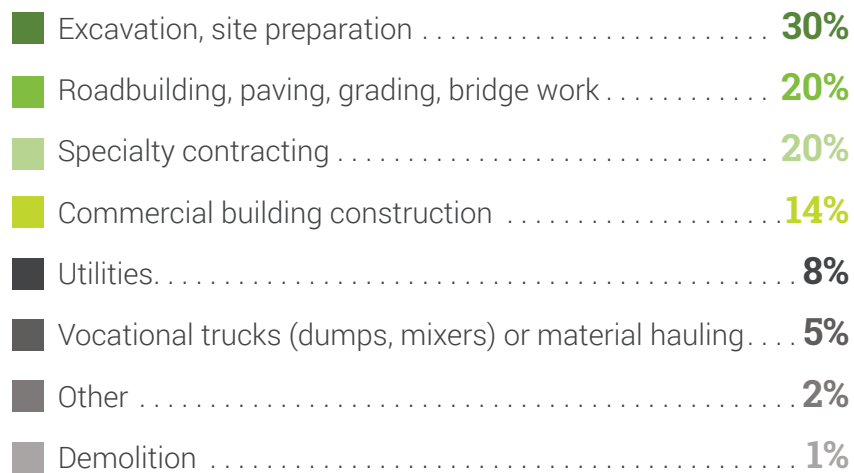 Excavation, site preparation . . . . . . . . . . . . . . . . . . . . . . . . . 30%
Roadbuilding, paving, grading, bridge work . . . . . . . . . . . . 20%
Specialty contracting . . . . . . . . . . . . . . . . . . . . . . . . . . . . . . . 20%
Commercial building construction . . . . . . . . . . . . . . . . . . . . 14%
Utilities. . . . . . . . . . . . . . . . . . . . . . . . . . . . . . . . . . . . . . . . . . . . . . 8%
Vocational trucks (dumps, mixers) or material hauling. . . . 5%
Other . . . . . . . . . . . . . . . . . . . . . . . . . . . . . . . . . . . . . . . . . . . . . . . 2%
Demolition . . . . . . . . . . . . . . . . . . . . . . . . . . . . . . . . . . . . . . . . . . 1%